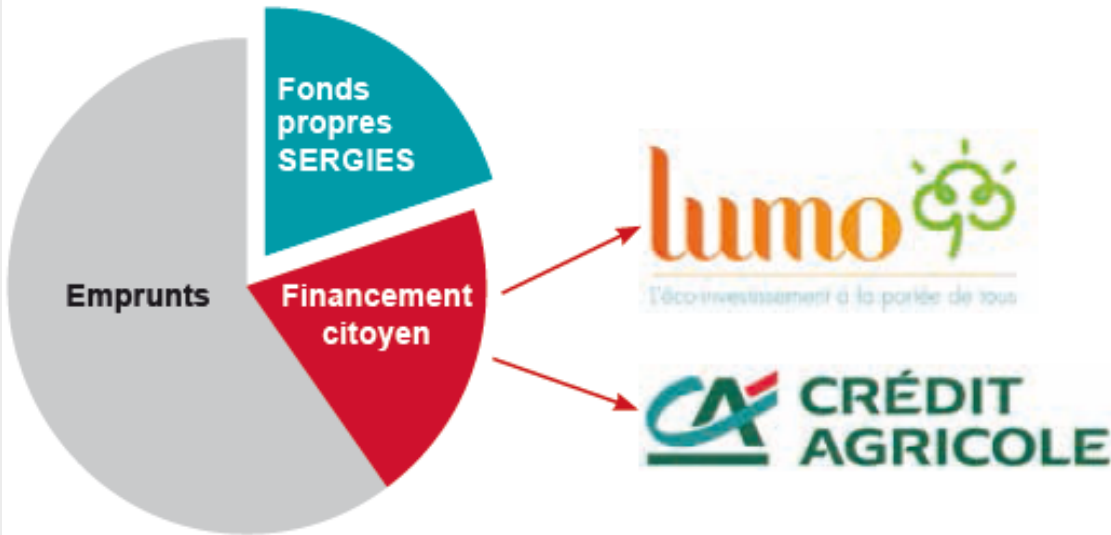 Fonds
propres
SERGIES
Emprunts
Financement
citoyen
lumo
l'éco-investissement à la portée de tous
CRÉDIT
AGRICOLE